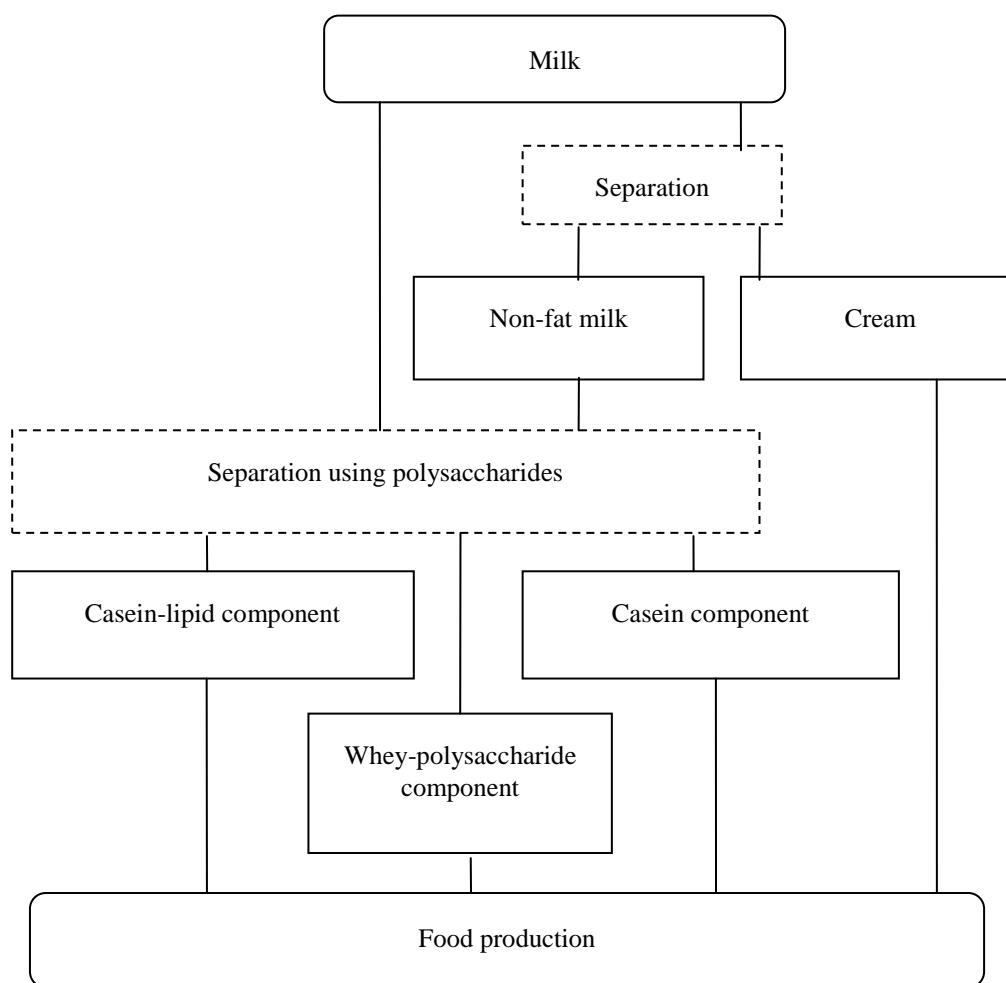 Milk
Separation
Non-fat milk
Cream
Separation using polysaccharides
Casein-lipid component
Casein component
Whey-polysaccharide
component
Food production